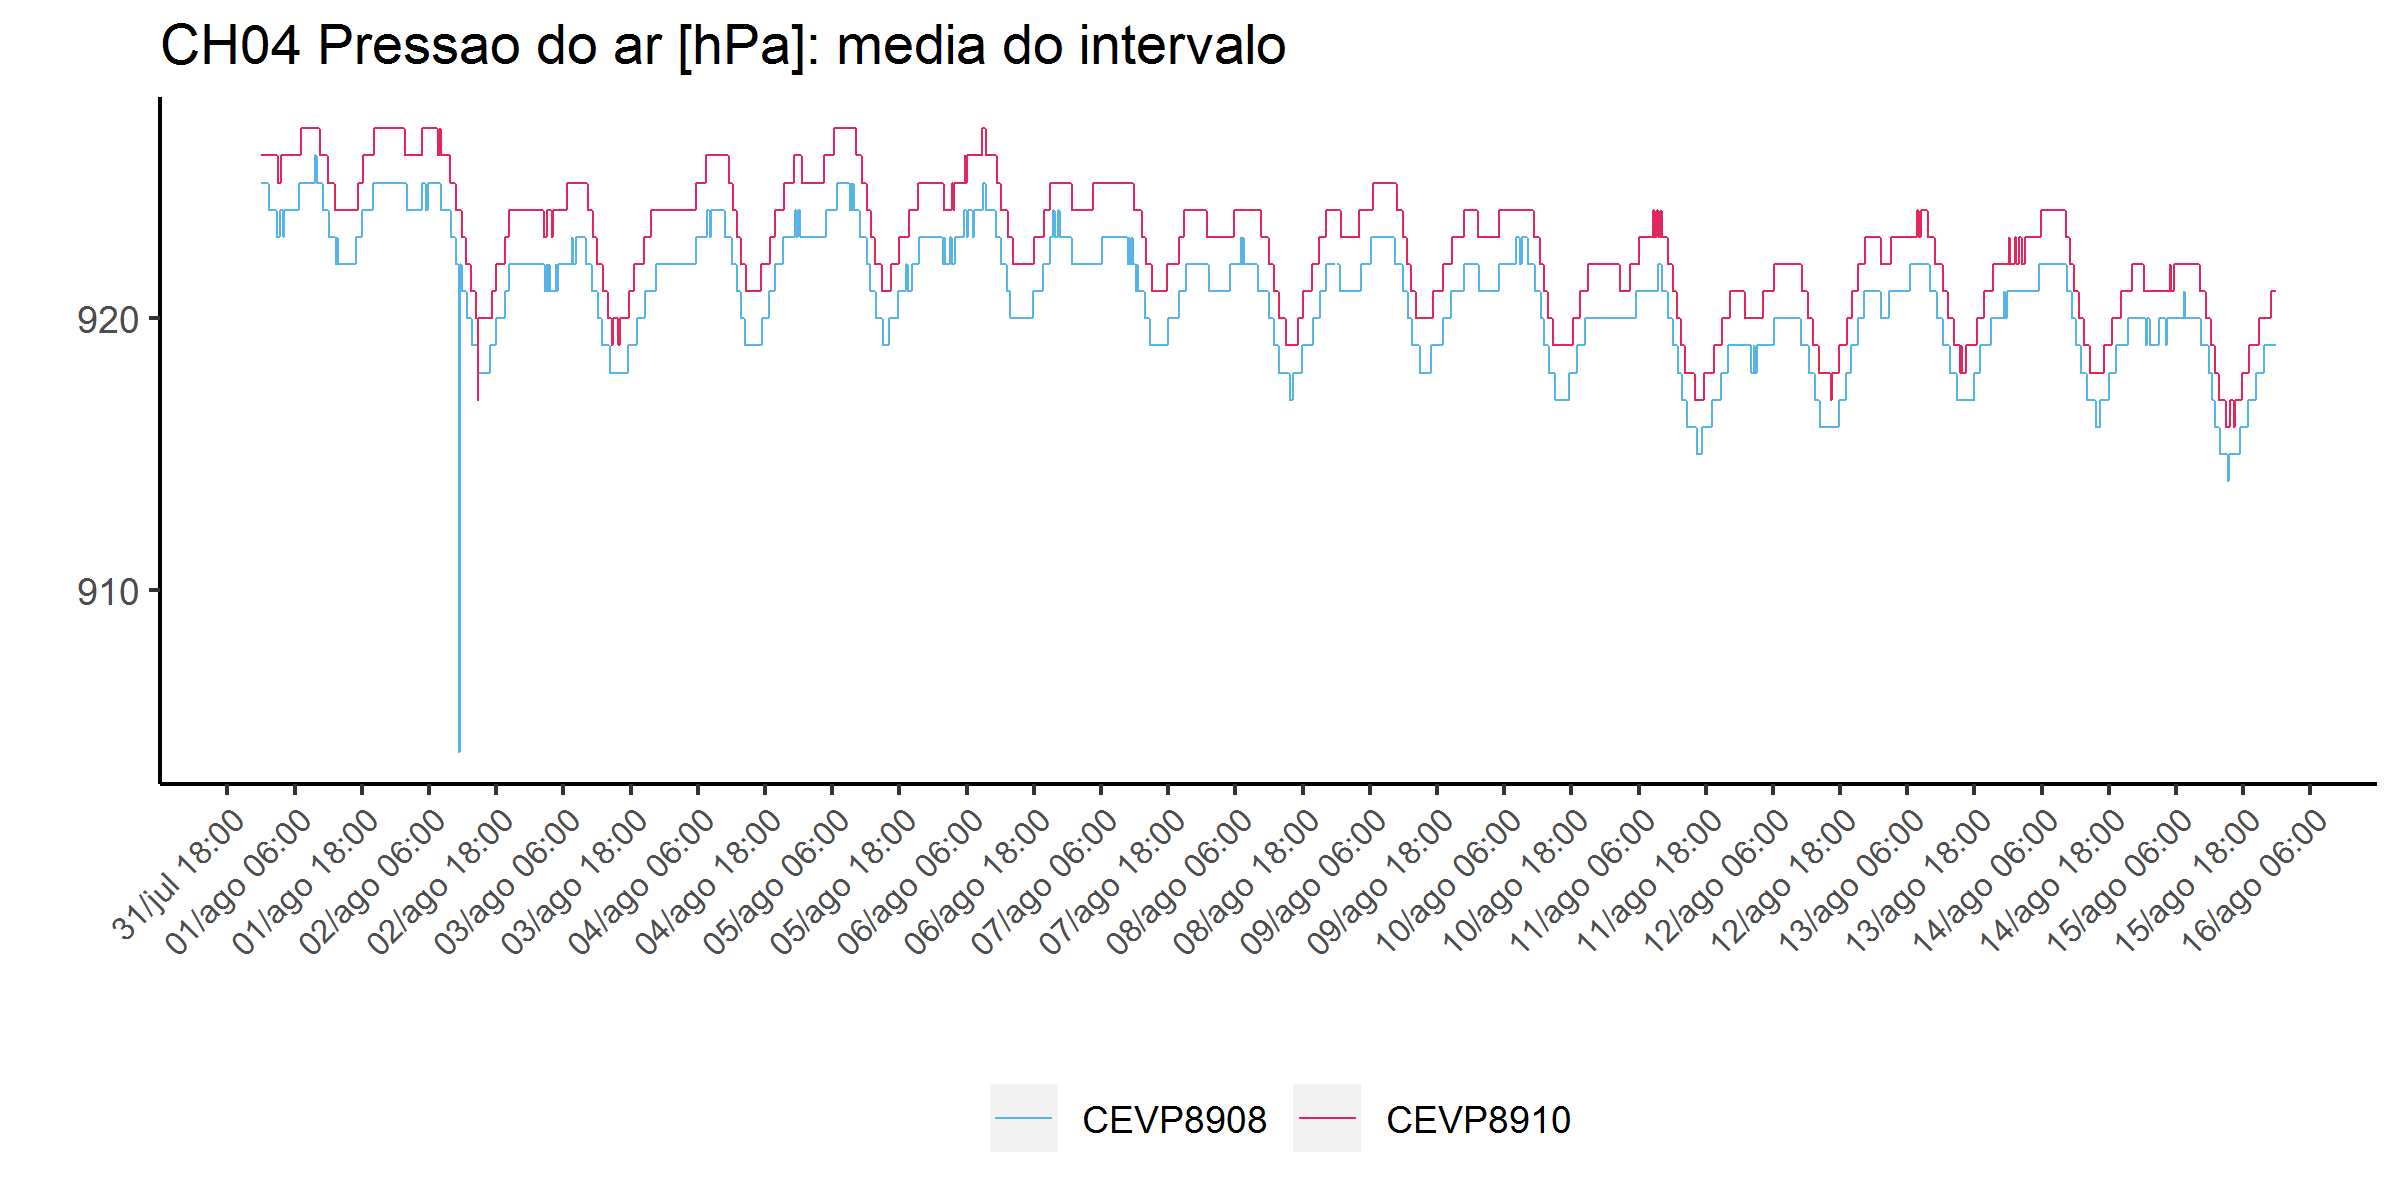 CH04 Pressao do ar [hPa]: media do intervalo
920
910
31/jul 18:00
01/ago 06:00
01/ago 18:00
02/ago 06:00
02/ago 18:00
03/ago 06:00
03/ago 18:00
04/ago 06:00
04/ago 18:00
05/ago 06:00
05/ago 18:00
06/ago 06:00
06/ago 18:00
07/ago 06:00
07/ago 18:00
08/ago 06:00
08/ago 18:00
09/ago 06:00
09/ago 18:00
10/ago 06:00
10/ago 18:00
11/ago 06:00
11/ago 18:00
12/ago 06:00
12/ago 18:00
13/ago 06:00
13/ago 18:00
14/ago 06:00
14/ago 18:00
15/ago 06:00
15/ago 18:00
16/ago 06:00
CEVP8908 CEVP8910